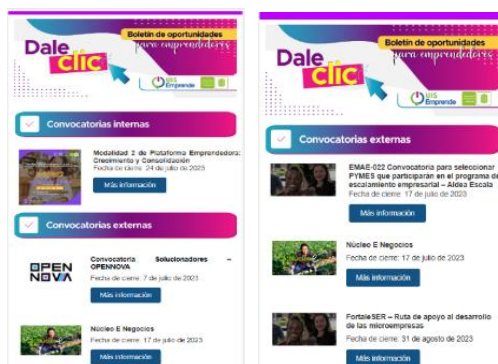 Boletín de oportunidades
para emprendedores
Dale
clic
UIS
Emprende
Convocatorias internas
Modalidad 2 de Plataforma Emprendedora:
Crecimiento y Consolidación
Fecha de cierre: 24 de julio de 2023
Más información
Convocatorias externas
OPEN
NOVA
Convocatoria Solucionadores –
OPENNOVA
Fecha de cierre: 7 de julio de 2023
Más información
Núcleo E Negocios
Fecha de cierre: 17 de julio de 2023
Más información
Boletín de oportunidades
para emprendedores
Dale
clic
UIS
Emprende
Convocatorias externas
EMAE-022 Convocatoria para seleccionar
PYMES que participarán en el programa de
escalamiento empresarial – Aldea Escala
Fecha de cierre: 17 de julio de 2023
Más información
Núcleo E Negocios
Fecha de cierre: 17 de julio de 2023
Más información
FortaleSER – Ruta de apoyo al desarrollo
de las microempresas
Fecha de cierre: 31 de agosto de 2023
Más información